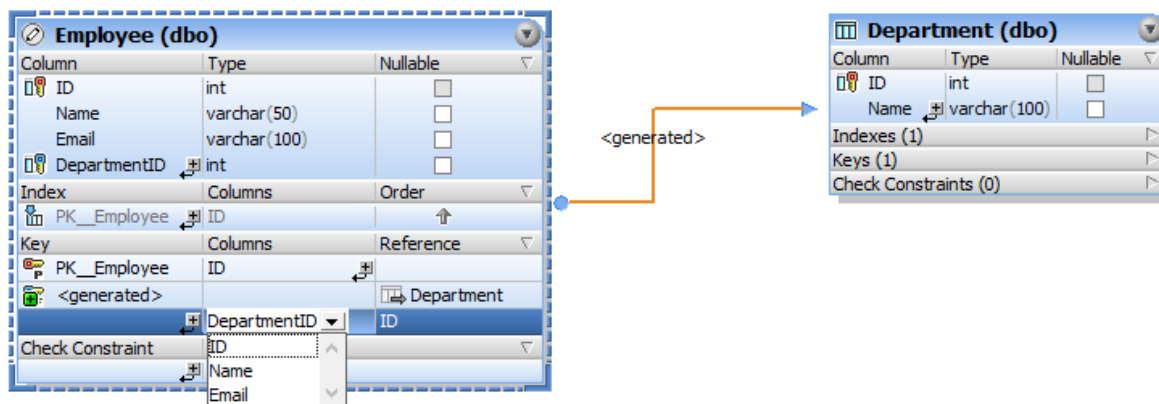 Employee (dbo)
Column Type Nullable
ID int
Name varchar(50)
Email varchar(100)
DepartmentID int
Index Columns Order
PK__Employee ID
Key Columns Reference
PK__Employee ID
<generated> Department
DepartmentID ID
Check Constraint
ID
Name
Email
<generated>
Department (dbo)
Column Type Nullable
ID int
Name varchar(100)
Indexes (1)
Keys (1)
Check Constraints (0)